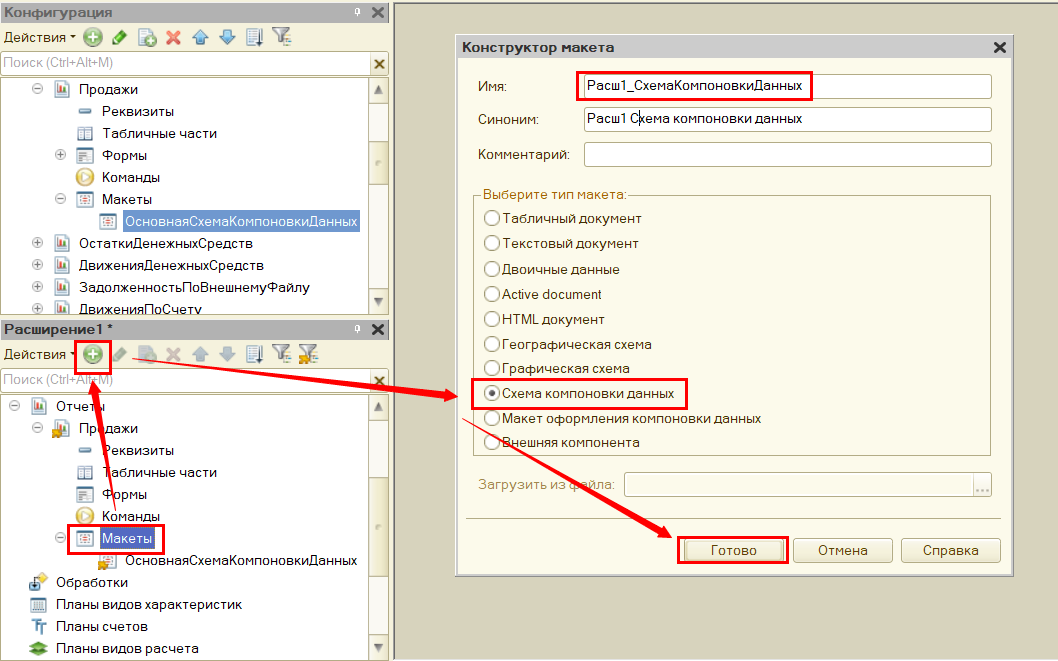 Конфигурация
Действия
Поиск (Ctrl+Alt+M)
Продажи
Реквизиты
Табличные части
Формы
Команды
Макеты
ОсновнаяСхемаКомпоновкиДанных
ОстаткиДенежныхСредств
ДвиженияДенежныхСредств
ЗадолженностьПоВнешнемуФайлу
ДвиженияПоСчету
Расширение1 *
Действия
Поиск (Ctrl+Alt+M)
Отчеты
Продажи
Реквизиты
Табличные части
Формы
Команды
Макеты
ОсновнаяСхемаКомпоновкиДанных
Обработки
Планы видов характеристик
Планы счетов
Планы видов расчета
Конструктор макета
Имя: Расш1_СхемаКомпоновкиДанных
Синоним: Расш1 Схема компоновки данных
Комментарий:
Выберите тип макета:
Табличный документ
Текстовый документ
Двоичные данные
Active document
HTML документ
Географическая схема
Графическая схема
Схема компоновки данных
Макет оформления компоновки данных
Внешняя компонента
Загрузить из файла: ...
Готово Отмена Справка